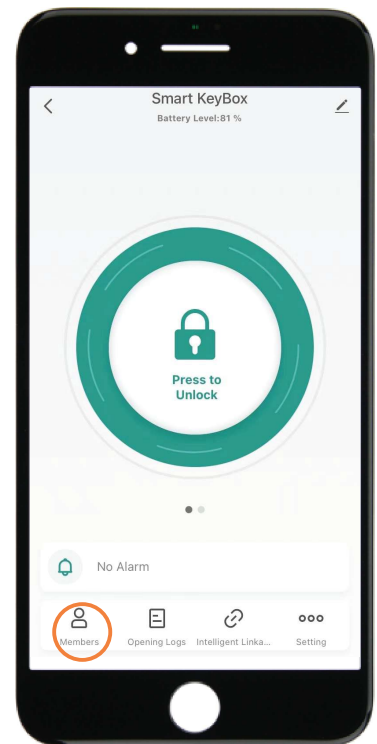 Smart KeyBox
Battery Level:81 %
Press to
Unlock
No Alarm
Members
Opening Logs
Intelligent Linka...
Setting